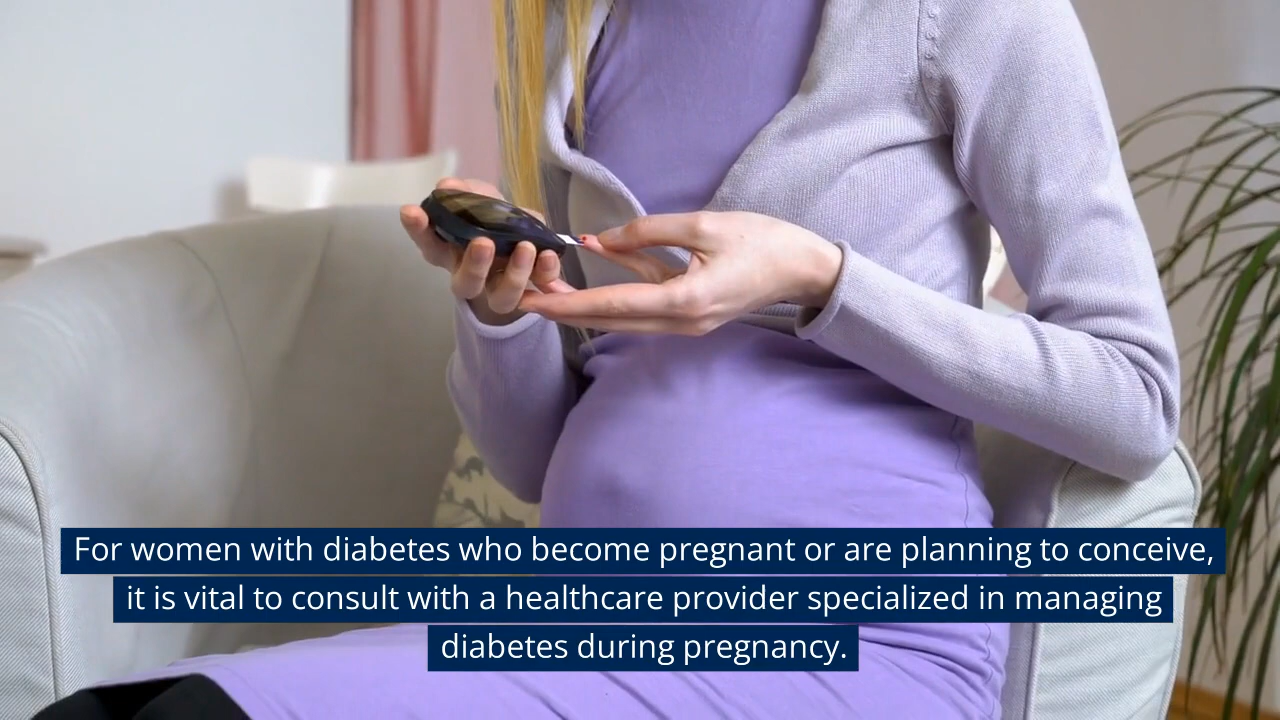 For women with diabetes who become pregnant or are planning to conceive,
it is vital to consult with a healthcare provider specialized in managing
diabetes during pregnancy.